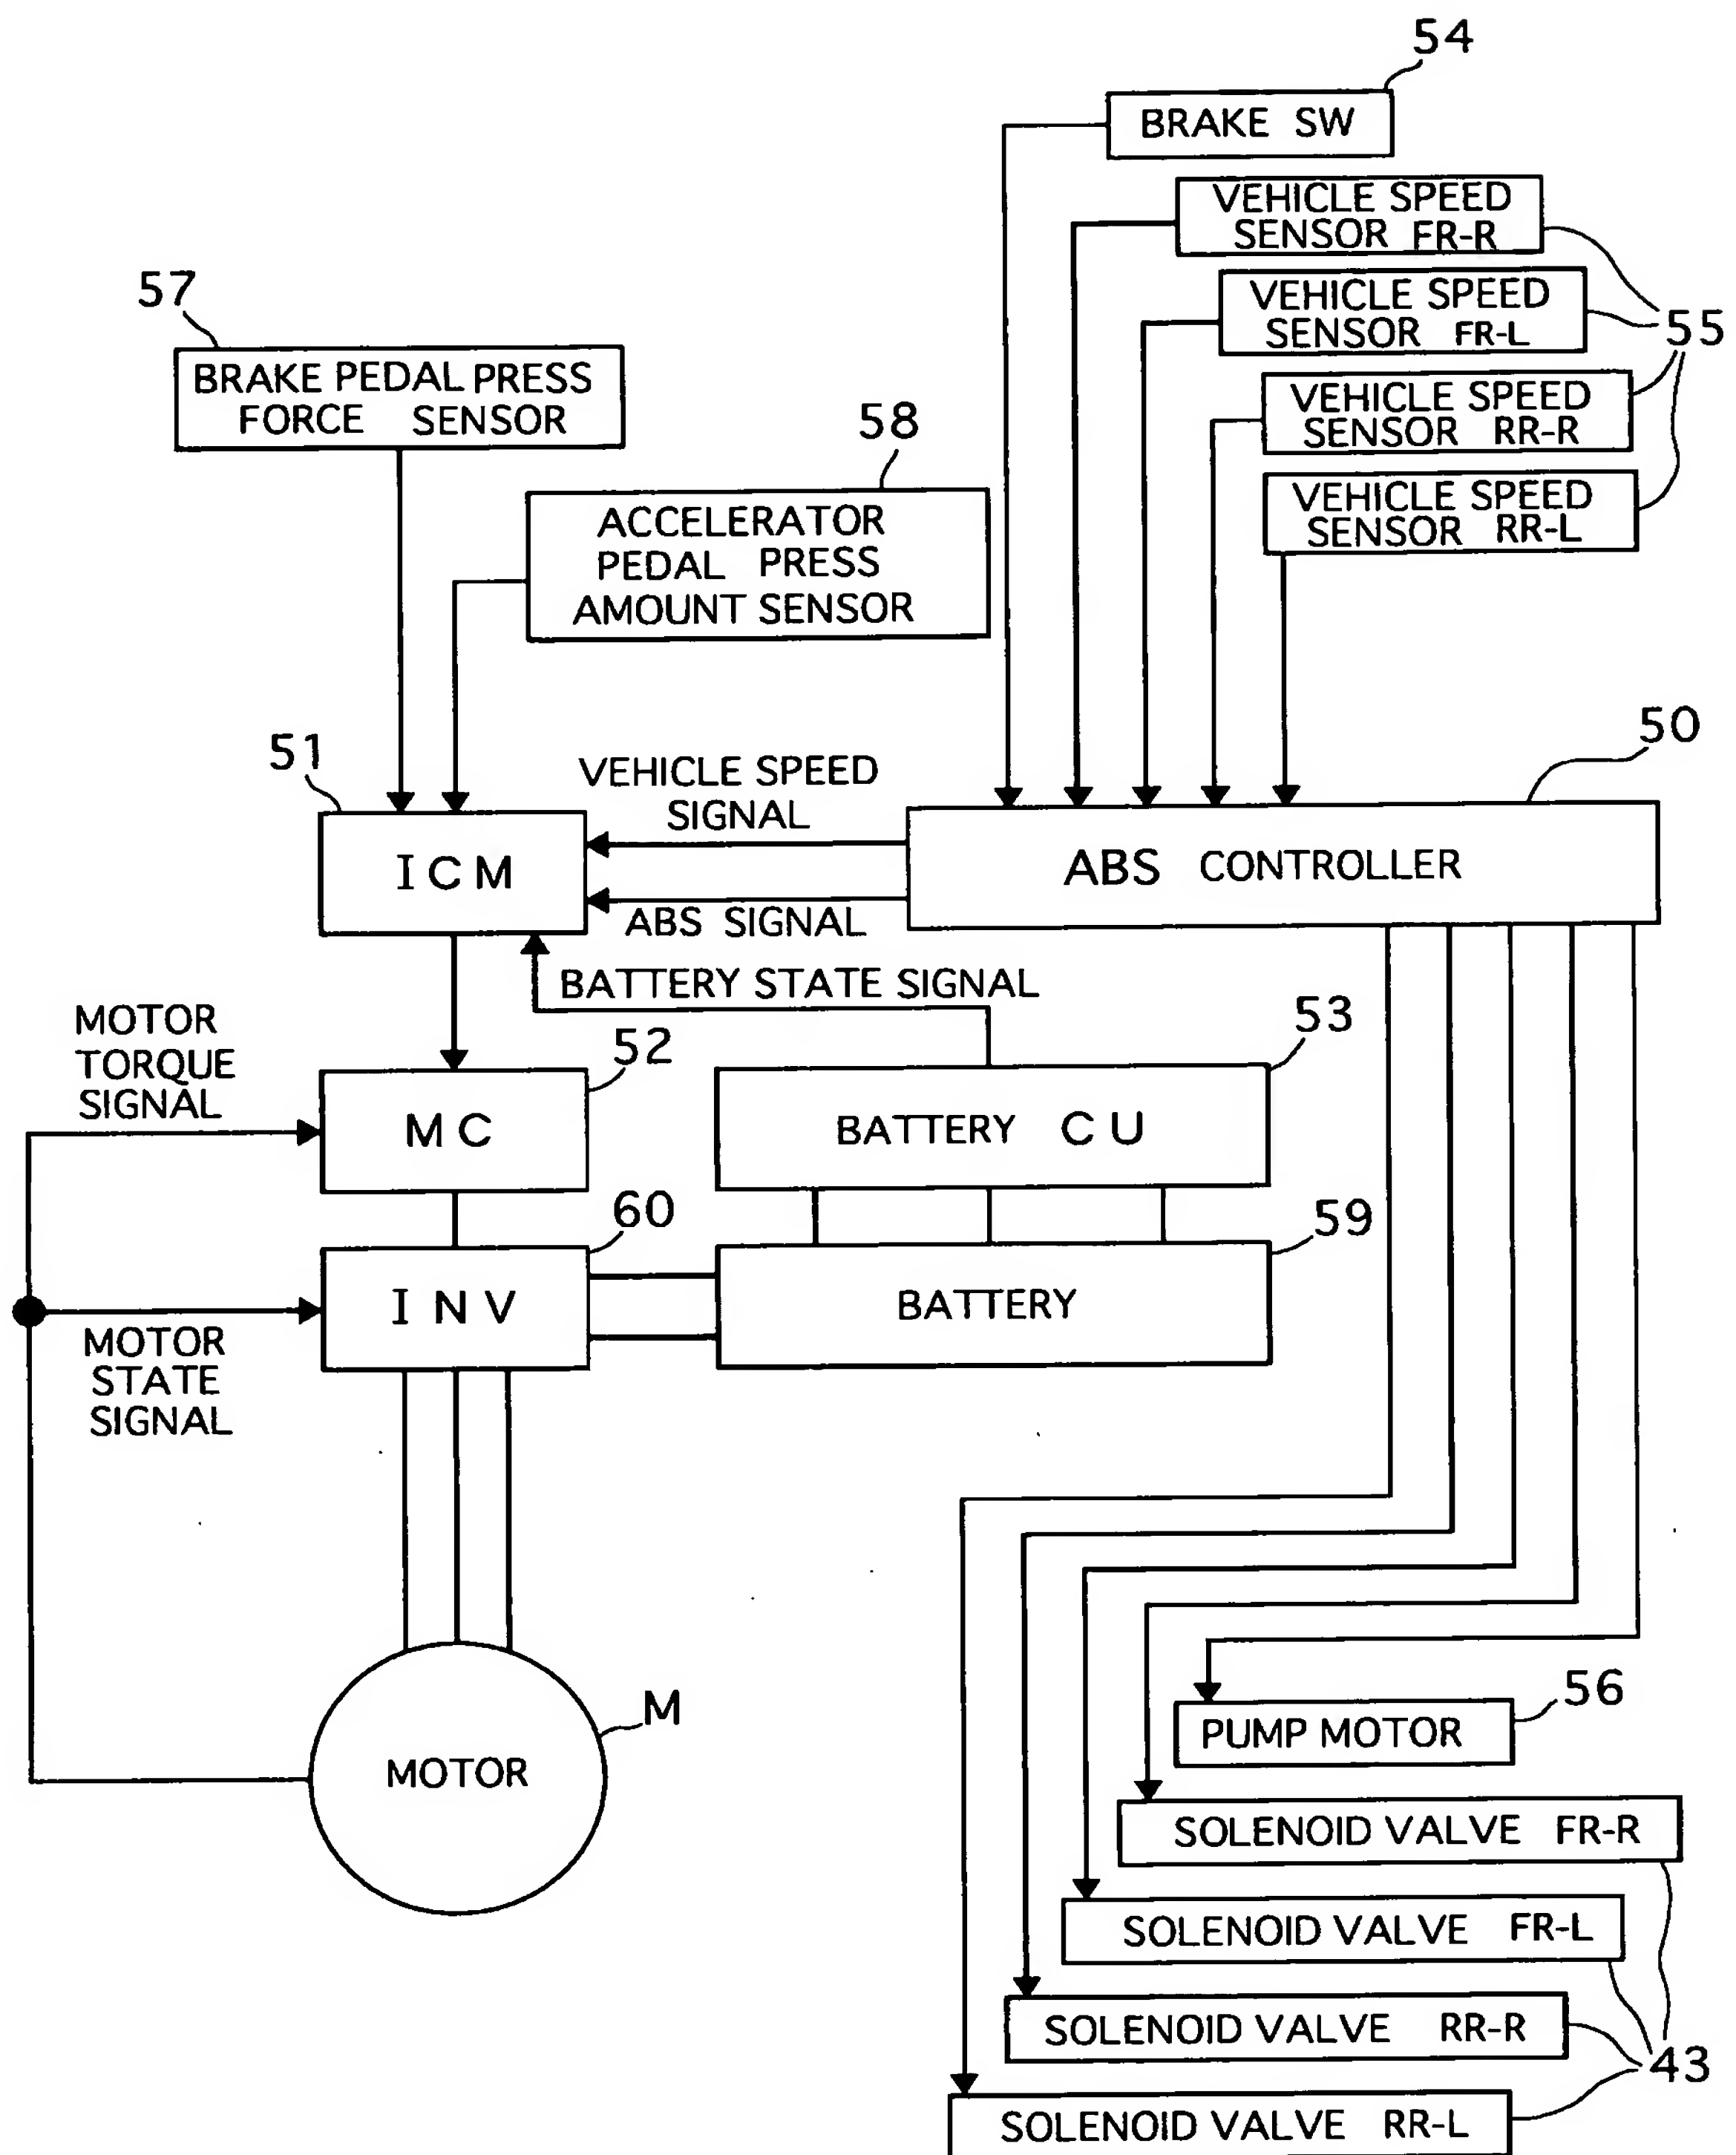 54
BRAKE SW
VEHICLE SPEED
SENSOR FR-R
VEHICLE SPEED
SENSOR FR-L
55
VEHICLE SPEED
SENSOR RR-R
VEHICLE SPEED
SENSOR RR-L
57
BRAKE PEDAL PRESS
FORCE SENSOR
58
ACCELERATOR
PEDAL PRESS
AMOUNT SENSOR
51
ICM
VEHICLE SPEED
SIGNAL
ABS SIGNAL
50
ABS CONTROLLER
BATTERY STATE SIGNAL
MOTOR
TORQUE
SIGNAL
52
MC
53
BATTERY CU
60
INV
59
BATTERY
MOTOR
STATE
SIGNAL
M
MOTOR
56
PUMP MOTOR
SOLENOID VALVE FR-R
SOLENOID VALVE FR-L
SOLENOID VALVE RR-R
43
SOLENOID VALVE RR-L